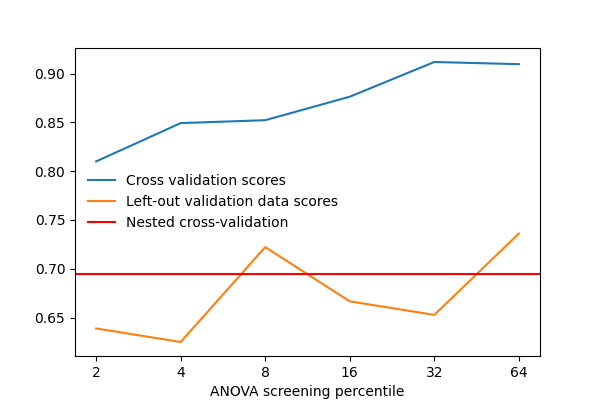 0.90
0.85
0.80
0.75
0.70
0.65
Cross validation scores
Left-out validation data scores
Nested cross-validation
2 4 8 16 32 64
ANOVA screening percentile